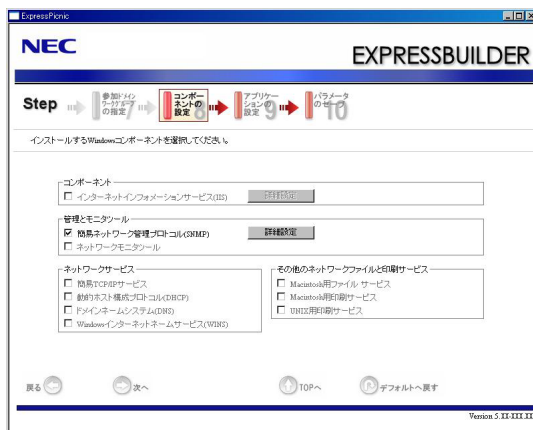 ExpressPicnic
NEC
EXPRESSBUILDER
Step
参加ドメイン
ワークグループ
の指定 7
コンポー
ネントの
設定 8
アプリケー
ションの
設定 9
パラメータ
のセーブ 10
インストールするWindowsコンポーネントを選択してください。
コンポーネント
インターネットインフォメーションサービス(IIS)
詳細設定
管理とモニタツール
簡易ネットワーク管理プロトコル(SNMP)
詳細設定
ネットワークモニタツール
ネットワークサービス
簡易TCP/IPサービス
動的ホスト構成プロトコル(DHCP)
ドメインネームシステム(DNS)
Windowsインターネットネームサービス(WINS)
その他のネットワークファイルと印刷サービス
Macintosh用ファイル サービス
Macintosh用印刷サービス
UNIX用印刷サービス
戻る
次へ
TOPへ
デフォルトへ戻す
Version 5.